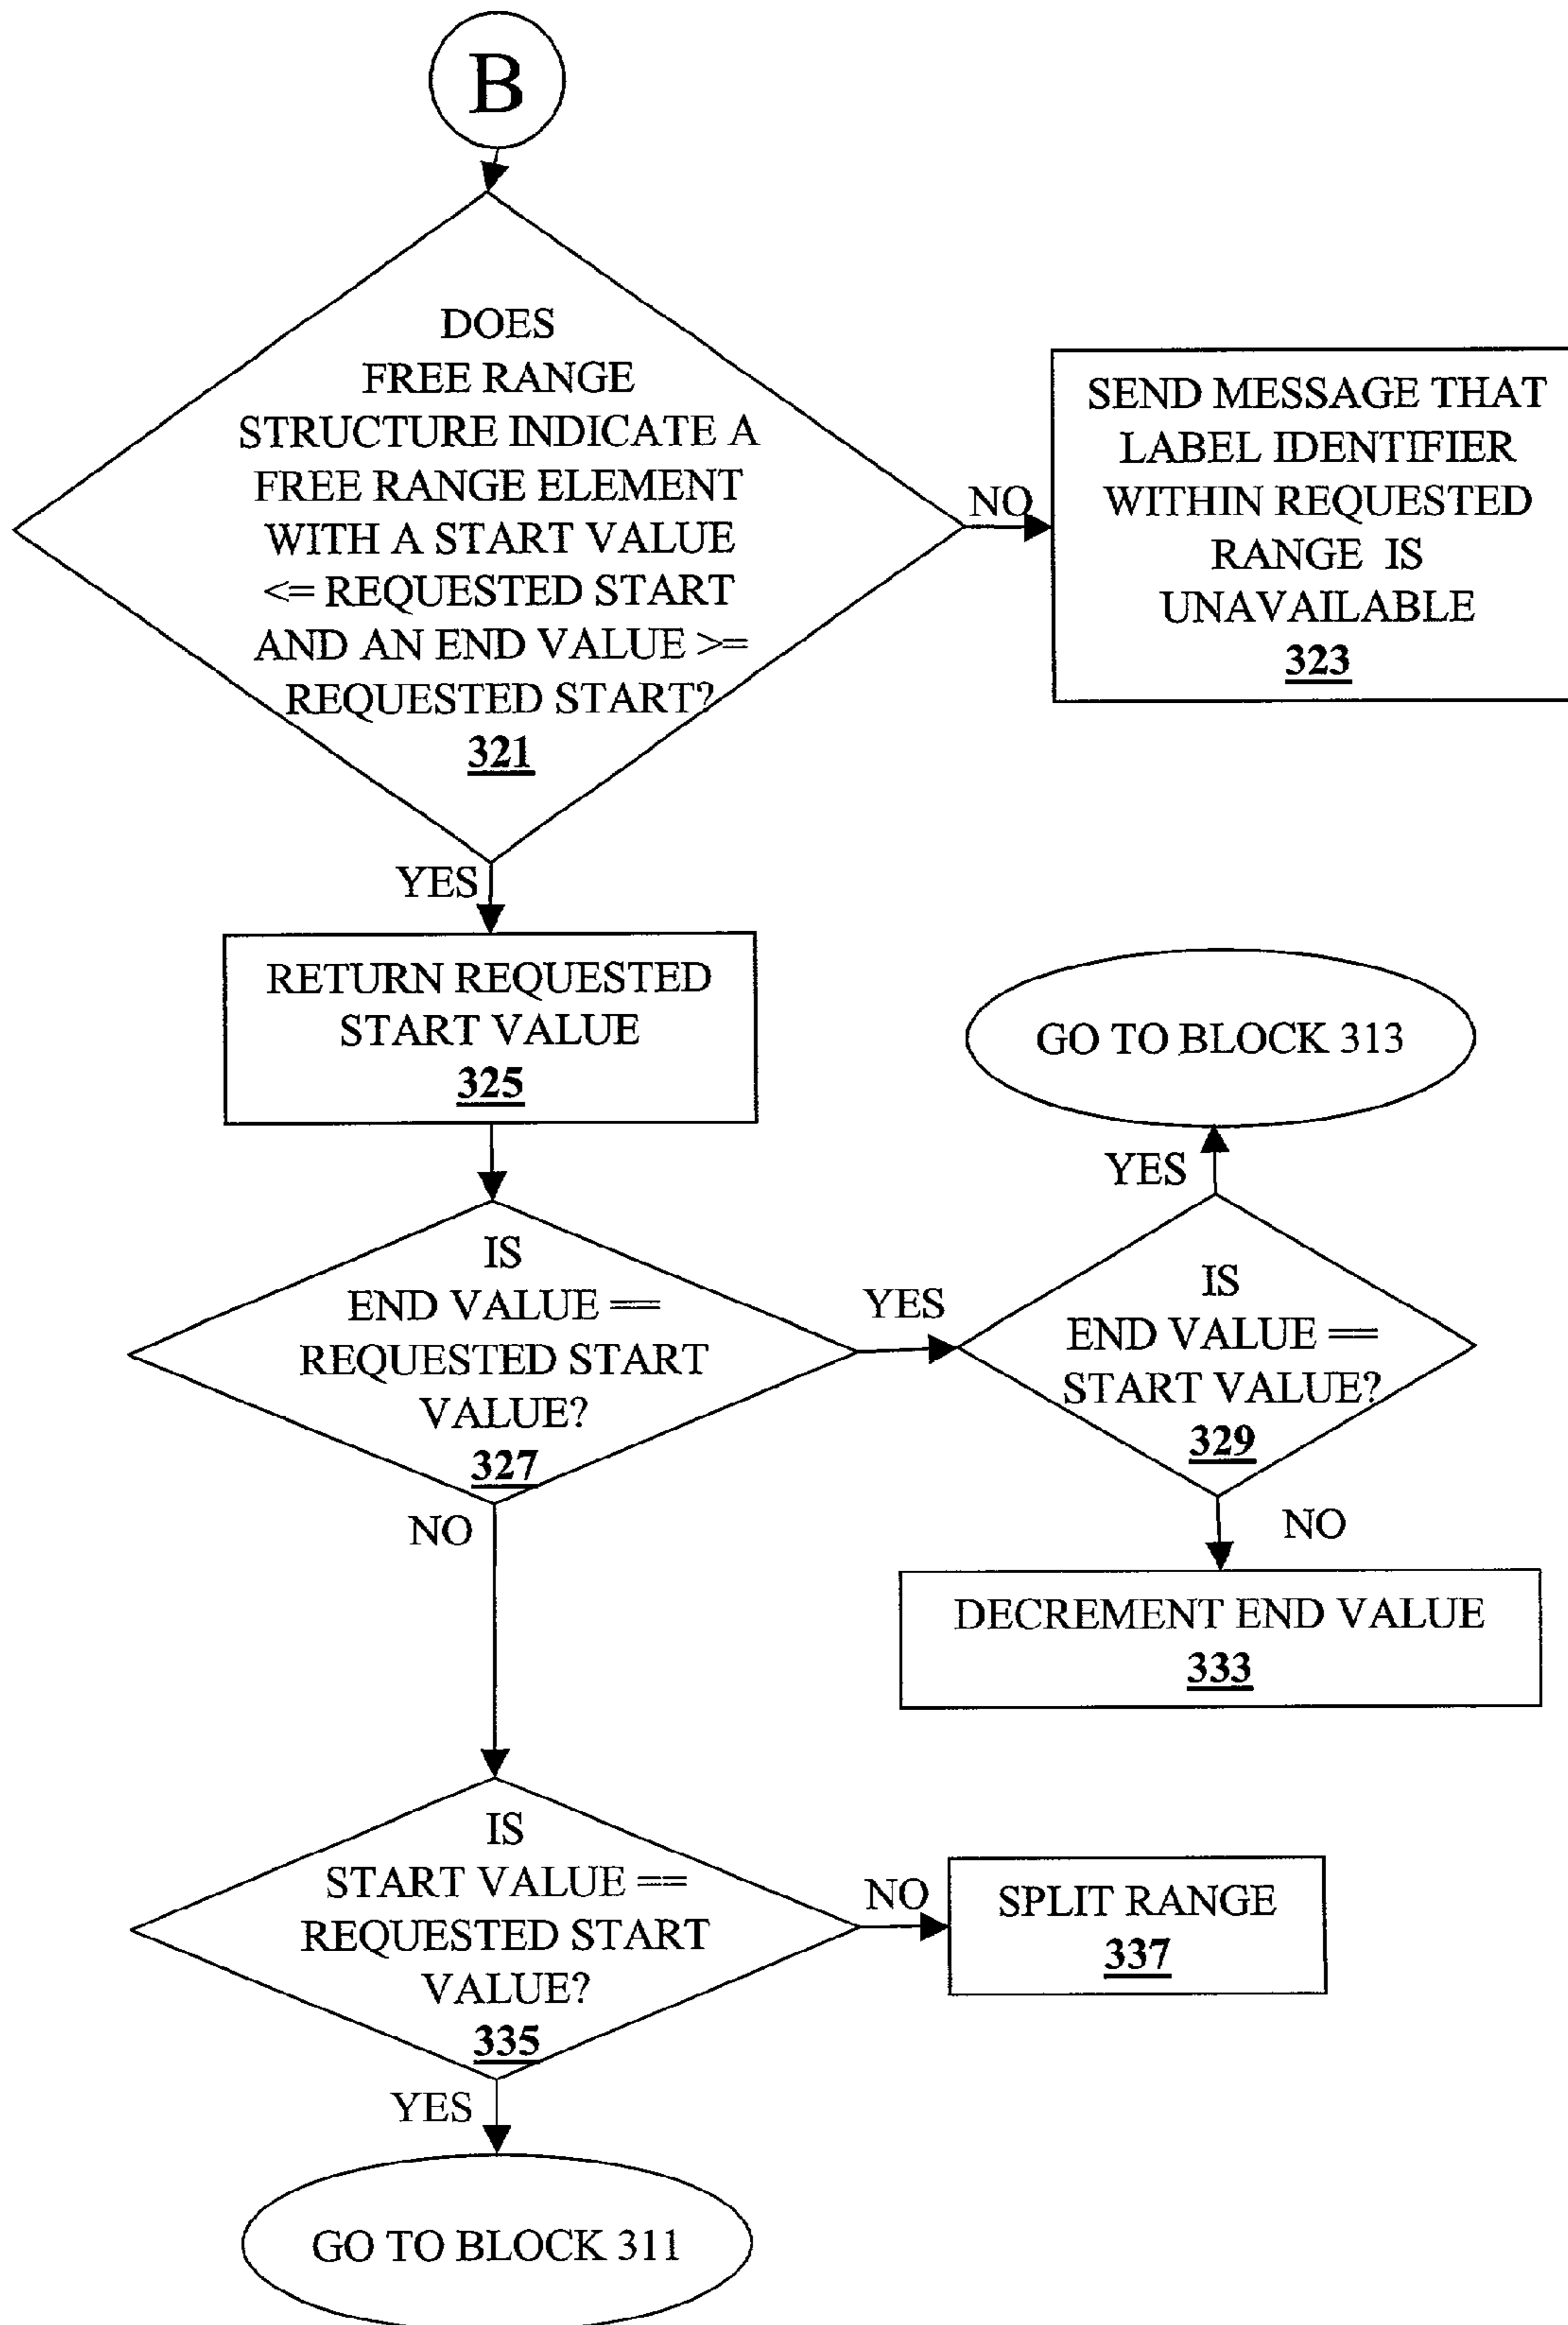 B
DOES
FREE RANGE
STRUCTURE INDICATE A
FREE RANGE ELEMENT
WITH A START VALUE
<= REQUESTED START
AND AN END VALUE >=
REQUESTED START?
321
NO
SEND MESSAGE THAT
LABEL IDENTIFIER
WITHIN REQUESTED
RANGE IS
UNAVAILABLE
323
YES
RETURN REQUESTED
START VALUE
325
GO TO BLOCK 313
YES
IS
END VALUE ==
REQUESTED START
VALUE?
327
YES
IS
END VALUE ==
START VALUE?
329
NO
NO
DECREMENT END VALUE
333
IS
START VALUE ==
REQUESTED START
VALUE?
335
NO
SPLIT RANGE
337
YES
GO TO BLOCK 311